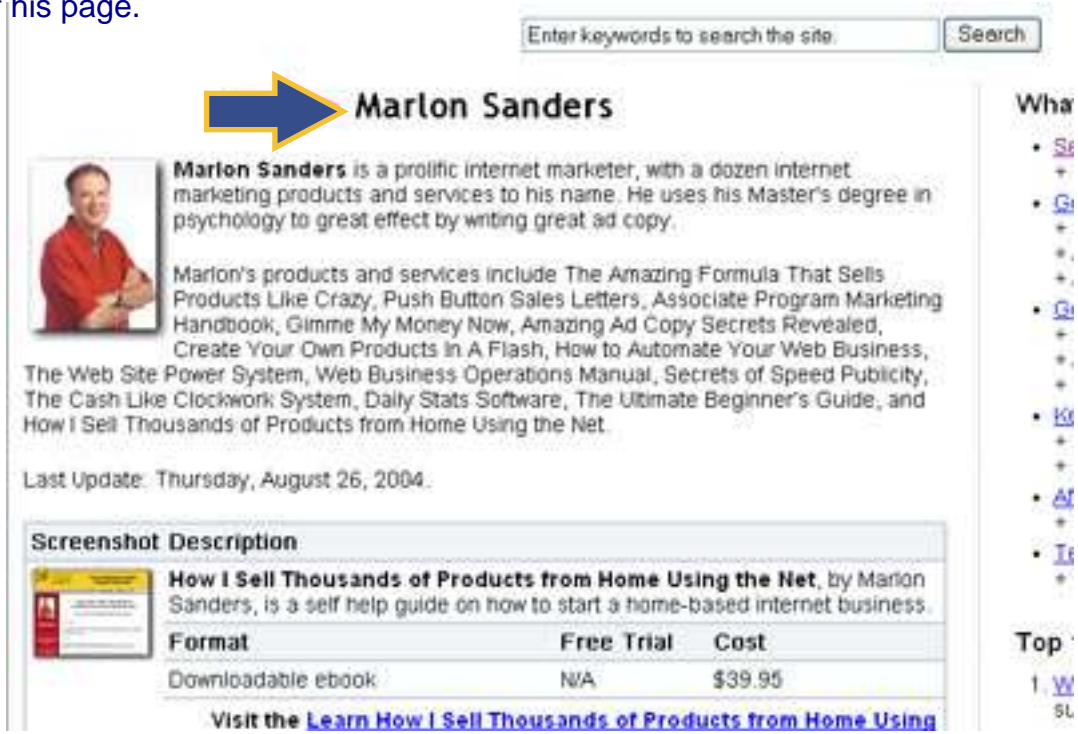 his page.
Enter keywords to search the site.
Search
Marlon Sanders
Marlon Sanders is a prolific internet marketer, with a dozen internet
marketing products and services to his name. He uses his Master's degree in
psychology to great effect by writing great ad copy.
Marlon's products and services include The Amazing Formula That Sells
Products Like Crazy, Push Button Sales Letters, Associate Program Marketing
Handbook, Gimme My Money Now, Amazing Ad Copy Secrets Revealed,
Create Your Own Products In A Flash, How to Automate Your Web Business,
The Web Site Power System, Web Business Operations Manual, Secrets of Speed Publicity,
The Cash Like Clockwork System, Daily Stats Software, The Ultimate Beginner's Guide, and
How I Sell Thousands of Products from Home Using the Net.
Last Update: Thursday, August 26, 2004.
Screenshot Description
How I Sell Thousands of Products from Home Using the Net, by Marlon
Sanders, is a self help guide on how to start a home-based internet business.
Format Free Trial Cost
Downloadable ebook N/A $39.95
Visit the Learn How I Sell Thousands of Products from Home Using
Top
1.